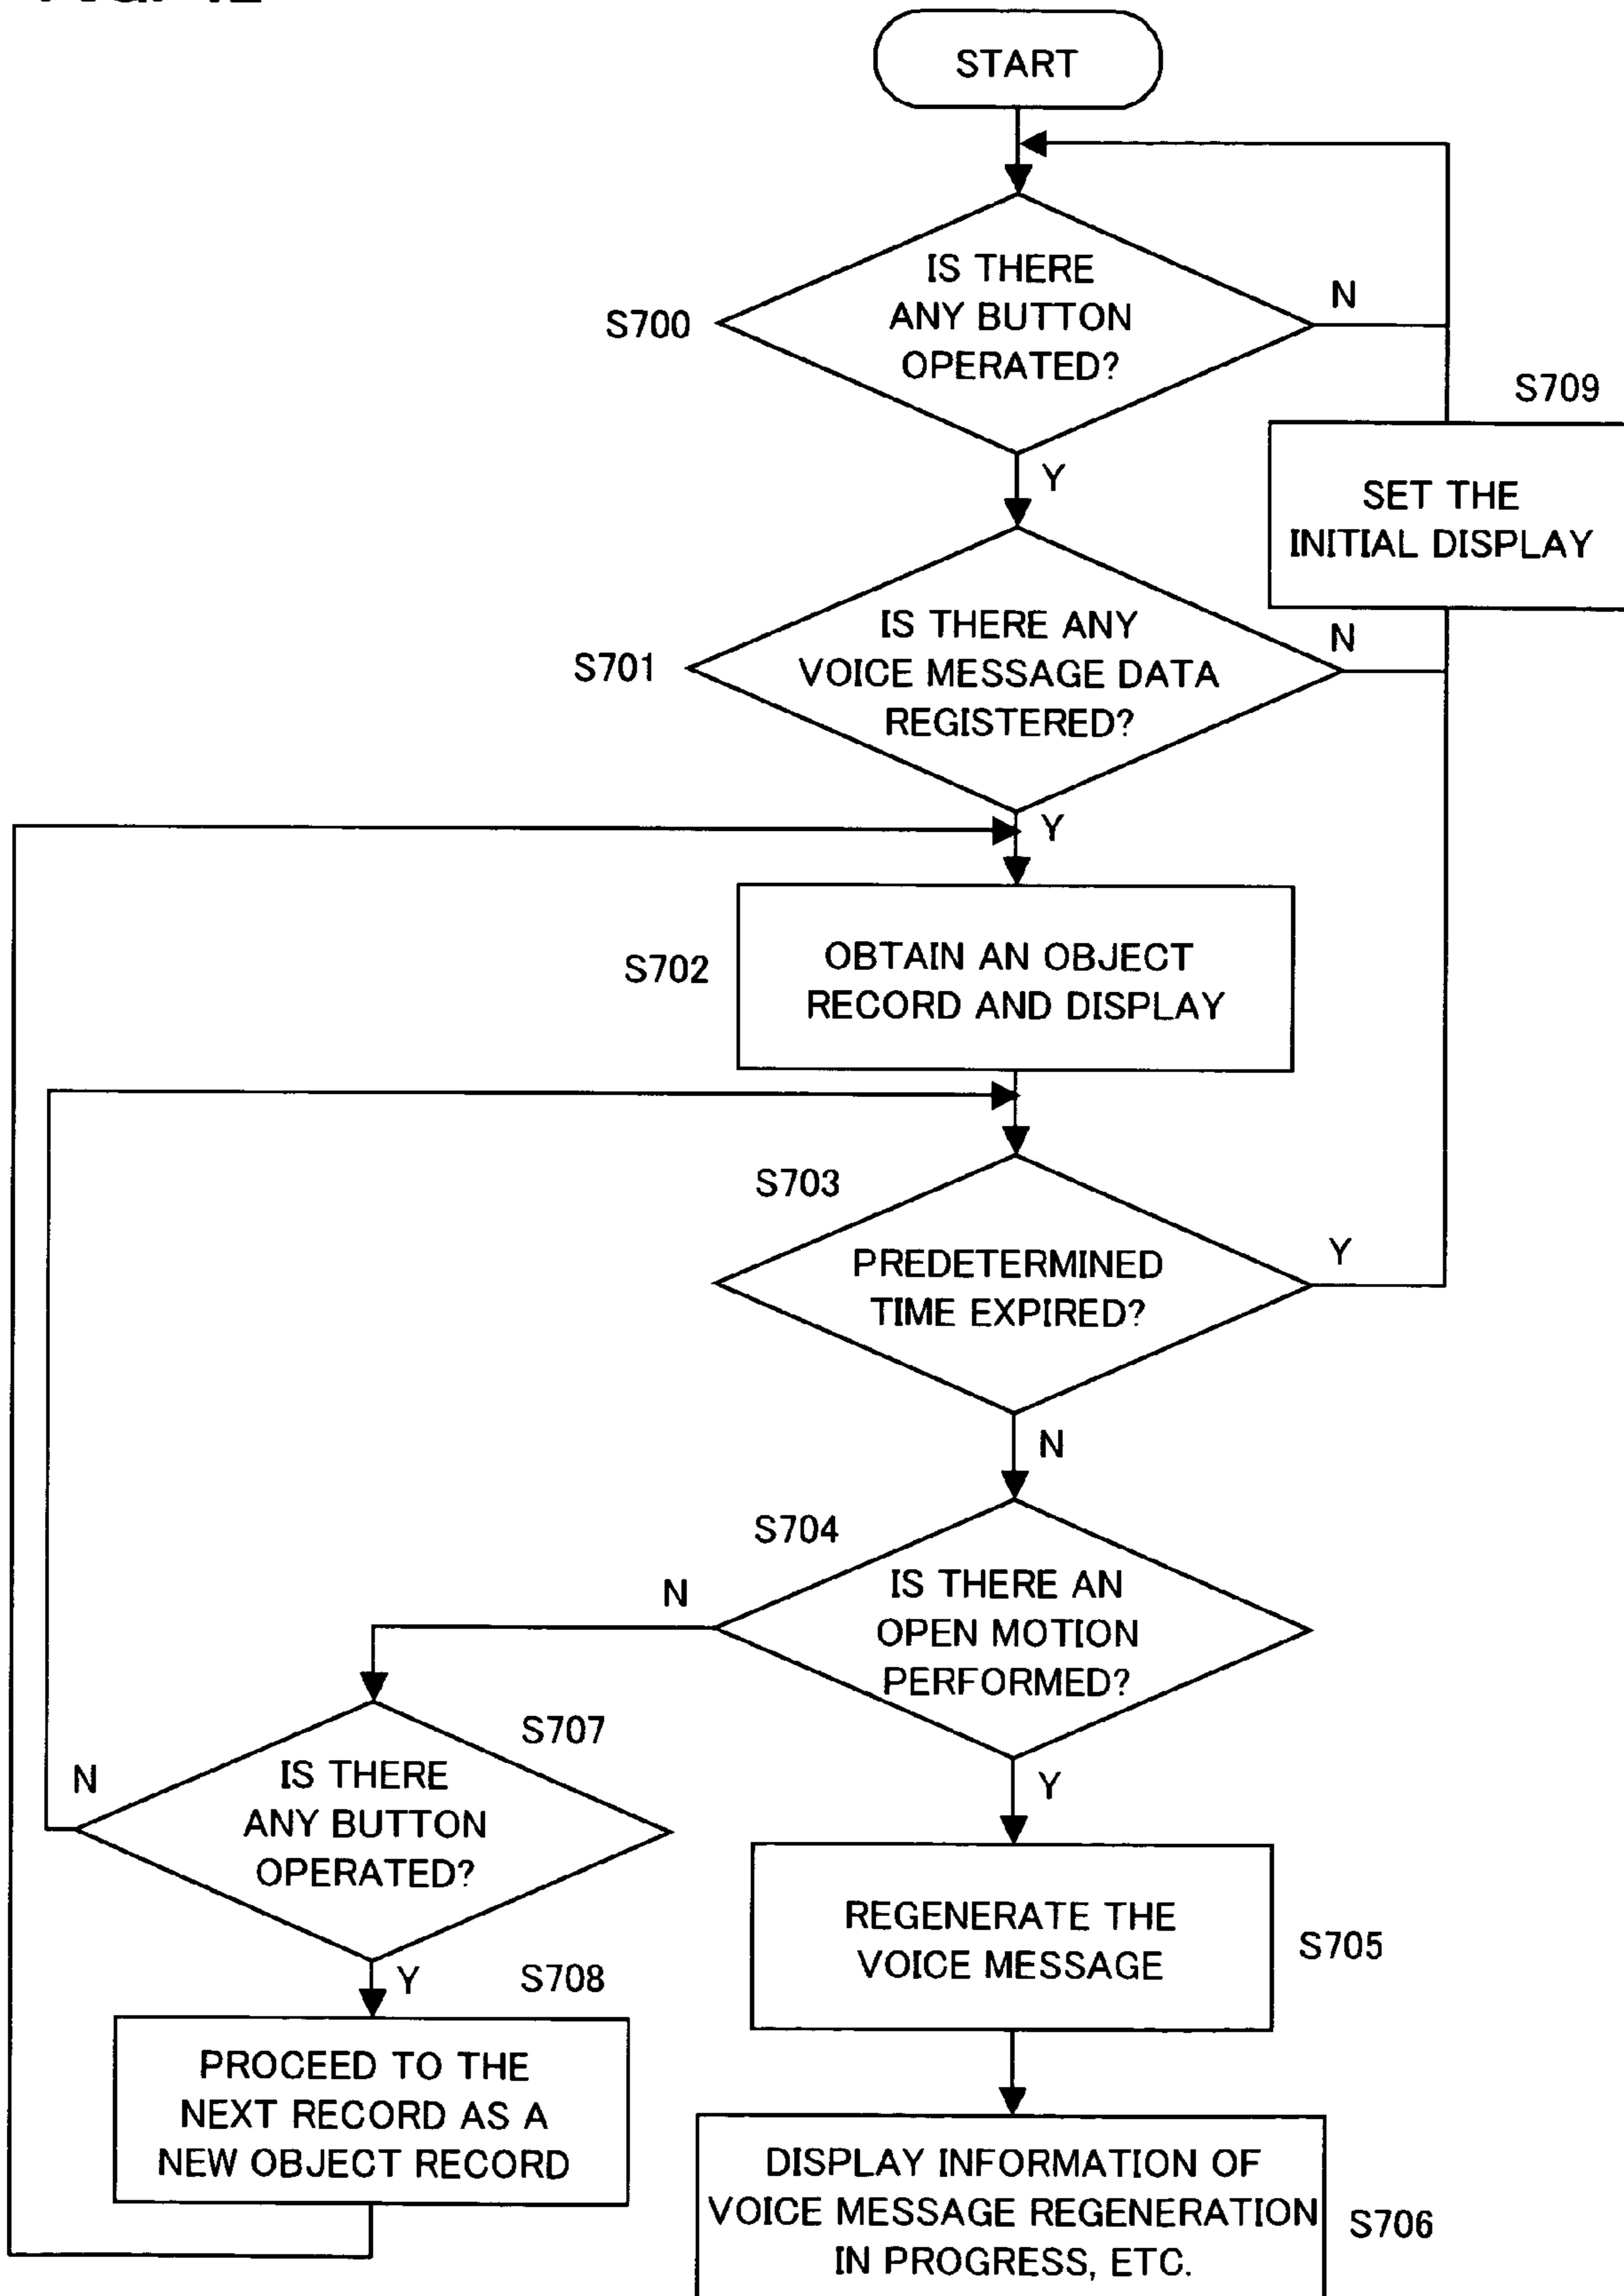 START
IS THERE
ANY BUTTON
OPERATED?
N
S700
Y
S709
SET THE
INITIAL DISPLAY
IS THERE ANY
VOICE MESSAGE DATA
REGISTERED?
N
S701
Y
S702
OBTAIN AN OBJECT
RECORD AND DISPLAY
S703
PREDETERMINED
TIME EXPIRED?
Y
N
S704
IS THERE AN
OPEN MOTION
PERFORMED?
N
Y
S707
IS THERE
ANY BUTTON
OPERATED?
N
Y
REGENERATE THE
VOICE MESSAGE
S705
S708
PROCEED TO THE
NEXT RECORD AS A
NEW OBJECT RECORD
DISPLAY INFORMATION OF
VOICE MESSAGE REGENERATION
IN PROGRESS, ETC.
S706